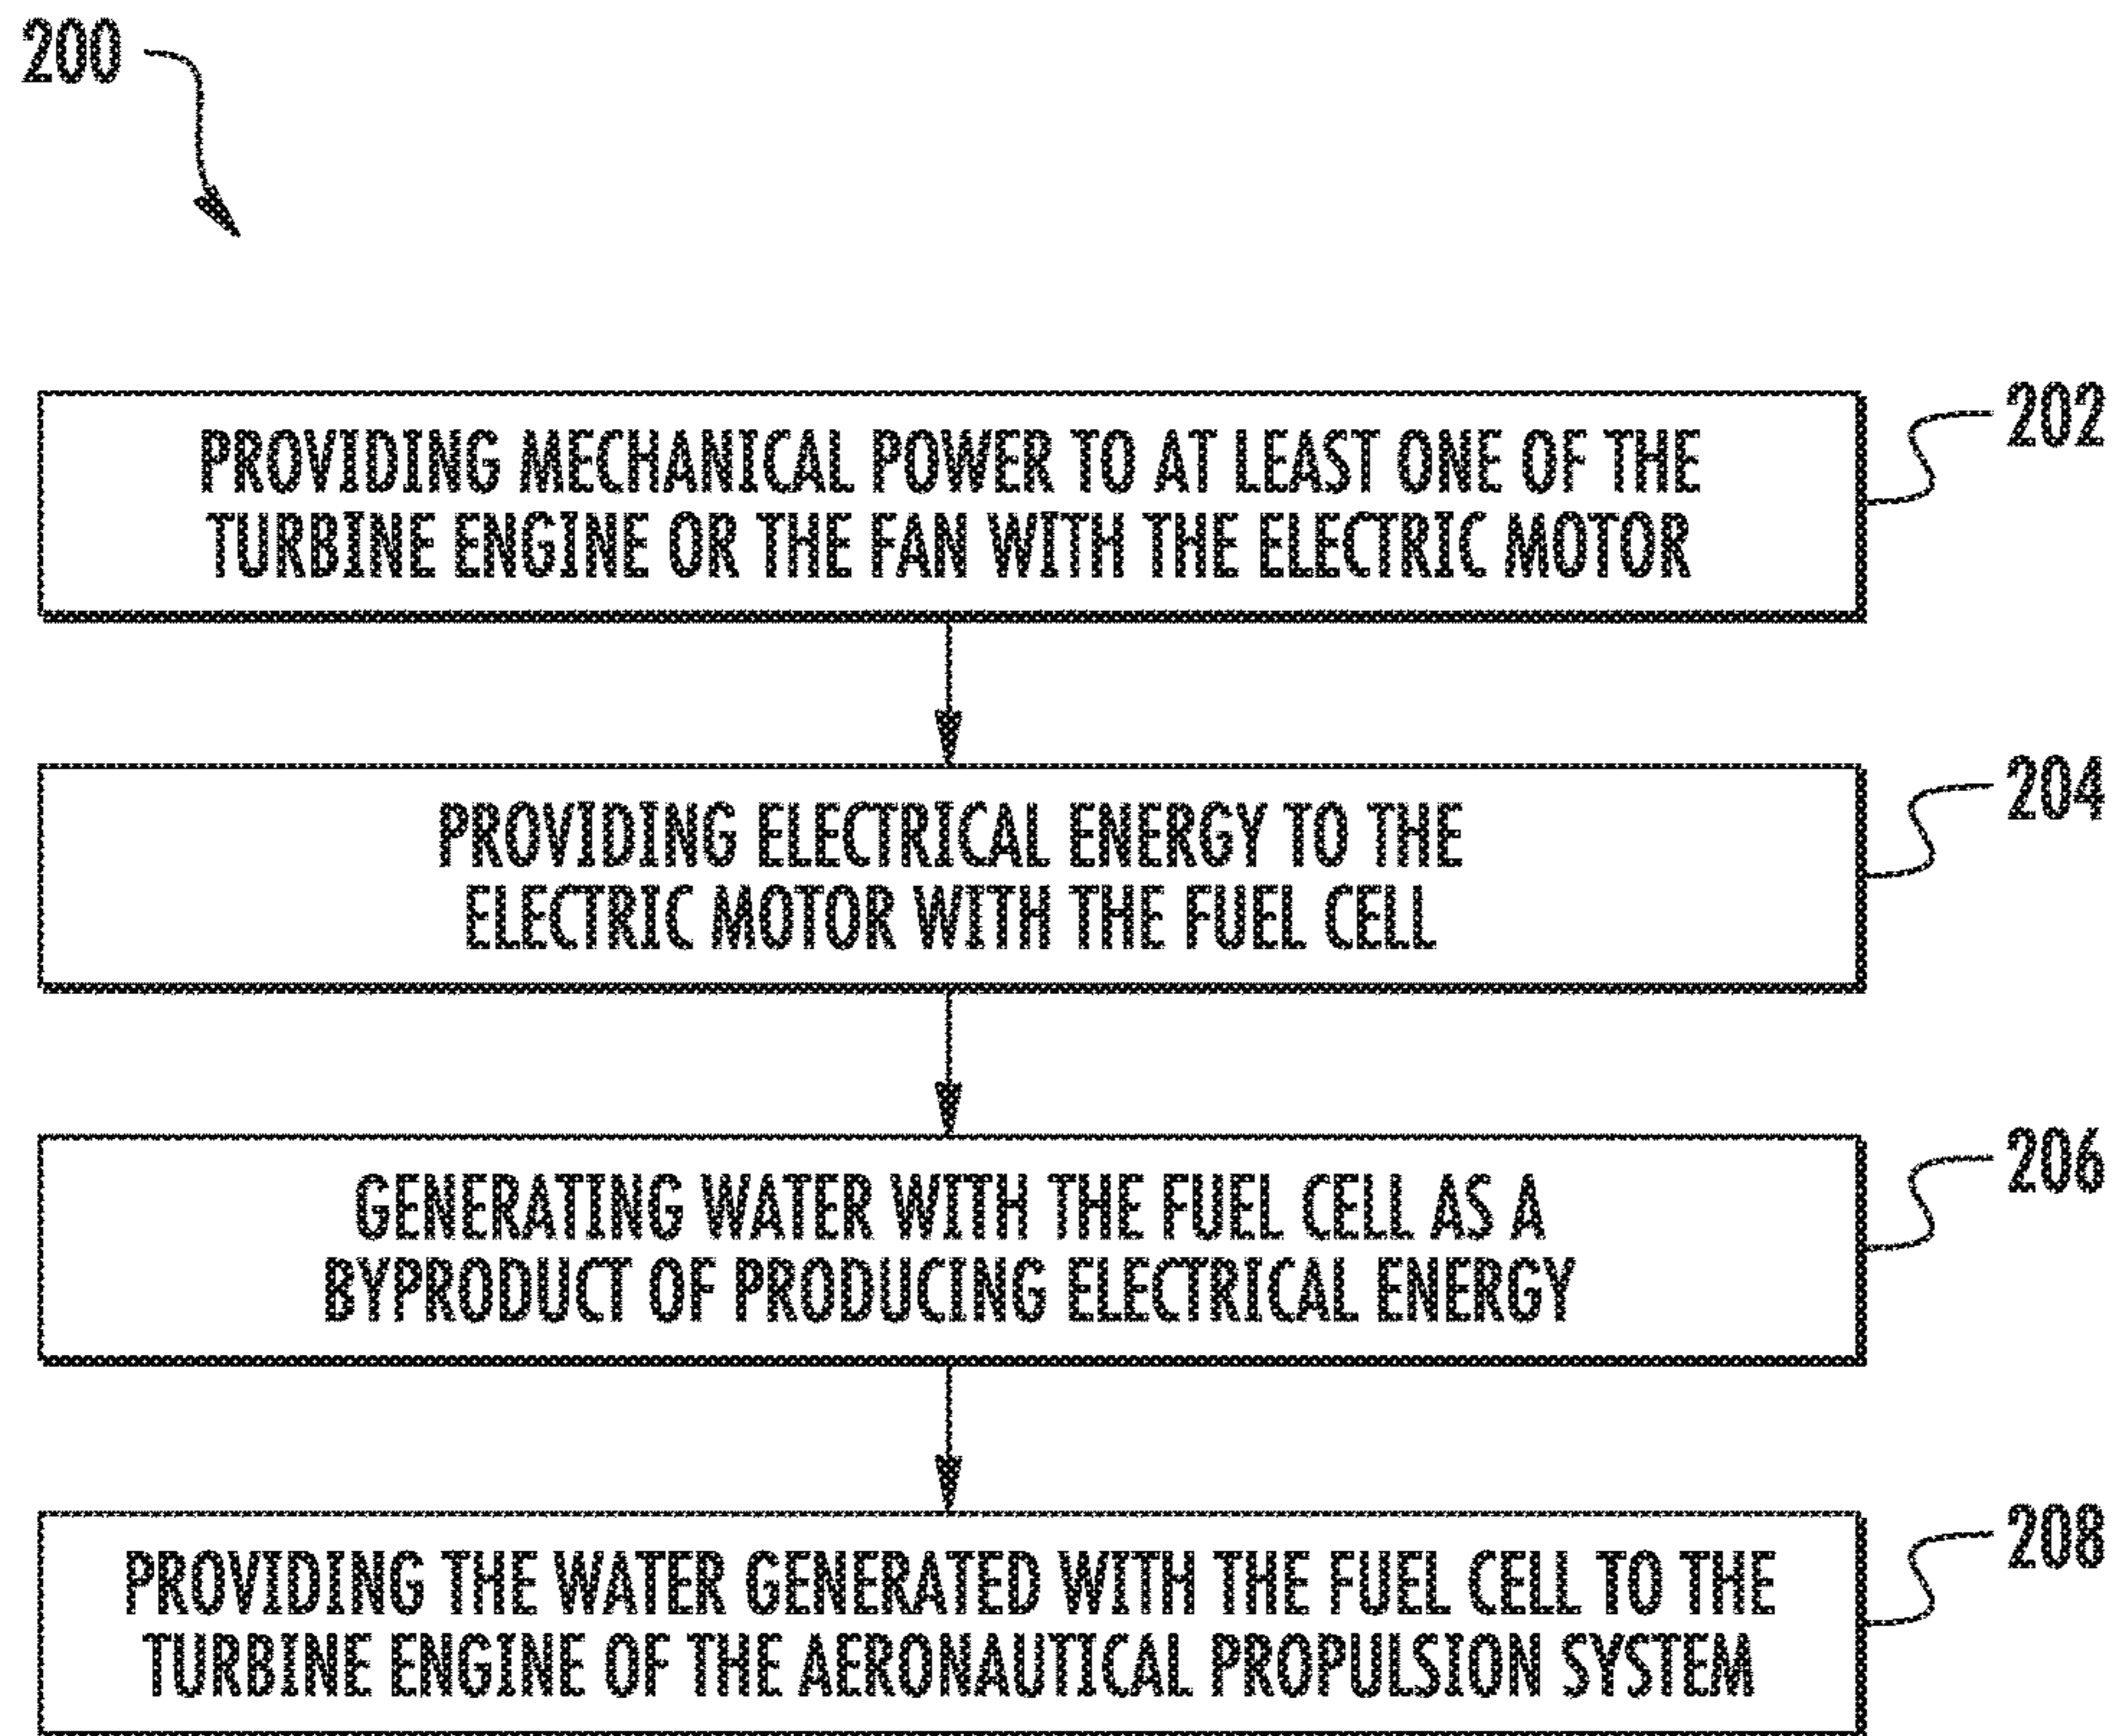 200
PROVIDING MECHANICAL POWER TO AT LEAST ONE OF THE
TURBINE ENGINE OR THE FAN WITH THE ELECTRIC MOTOR
202
PROVIDING ELECTRICAL ENERGY TO THE
ELECTRIC MOTOR WITH THE FUEL CELL
204
GENERATING WATER WITH THE FUEL CELL AS A
BYPRODUCT OF PRODUCING ELECTRICAL ENERGY
206
PROVIDING THE WATER GENERATED WITH THE FUEL CELL TO THE
TURBINE ENGINE OF THE AERONAUTICAL PROPULSION SYSTEM
208